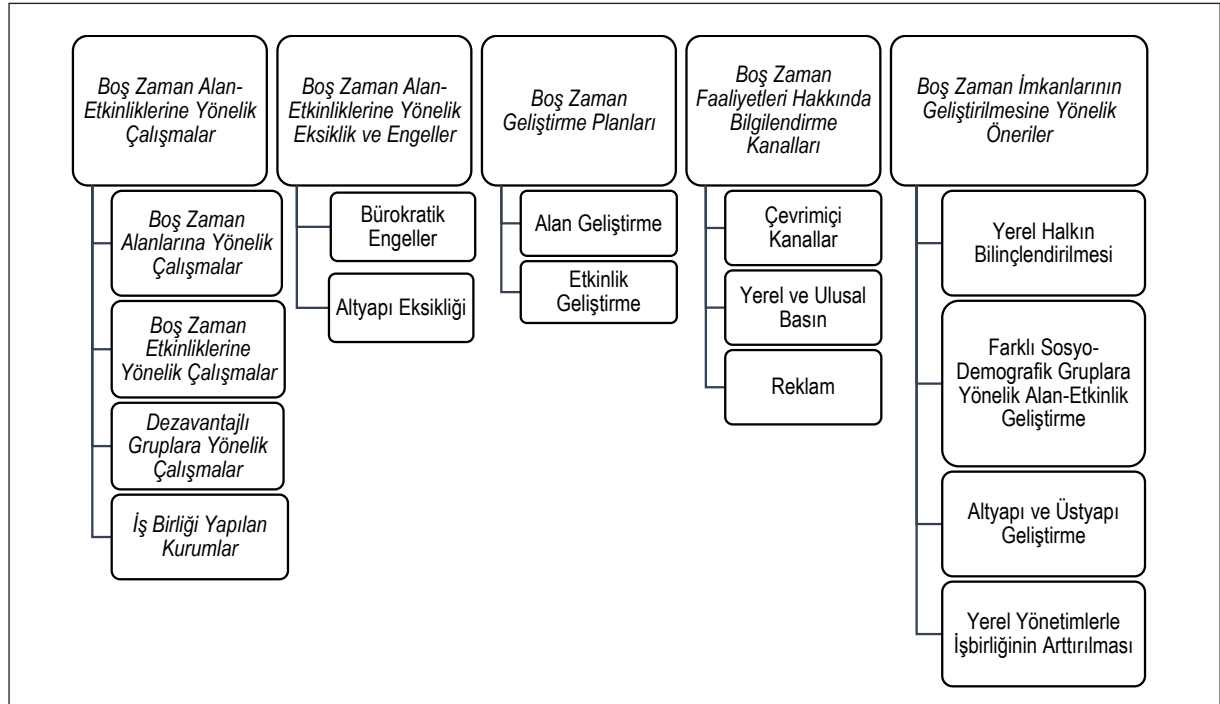 Boş Zaman Alan-
Etkinliklerine Yönelik
Çalışmalar
Boş Zaman
Alanlarına Yönelik
Çalışmalar
Boş Zaman
Etkinliklerine
Yönelik Çalışmalar
Dezavantajlı
Gruplara Yönelik
Çalışmalar
İş Birliği Yapılan
Kurumlar
Boş Zaman Alan-
Etkinliklerine Yönelik
Eksiklik ve Engeller
Bürokratik
Engeller
Altyapı Eksikliği
Boş Zaman
Geliştirme Planları
Alan Geliştirme
Etkinlik
Geliştirme
Boş Zaman
Faaliyetleri Hakkında
Bilgilendirme
Kanalları
Çevrimiçi
Kanallar
Yerel ve Ulusal
Basın
Reklam
Boş Zaman İmkanlarının
Geliştirilmesine Yönelik
Öneriler
Yerel Halkın
Bilinçlendirilmesi
Farklı Sosyo-
Demografik Gruplara
Yönelik Alan-Etkinlik
Geliştirme
Altyapı ve Üstyapı
Geliştirme
Yerel Yönetimlerle
İşbirliğinin Arttırılması